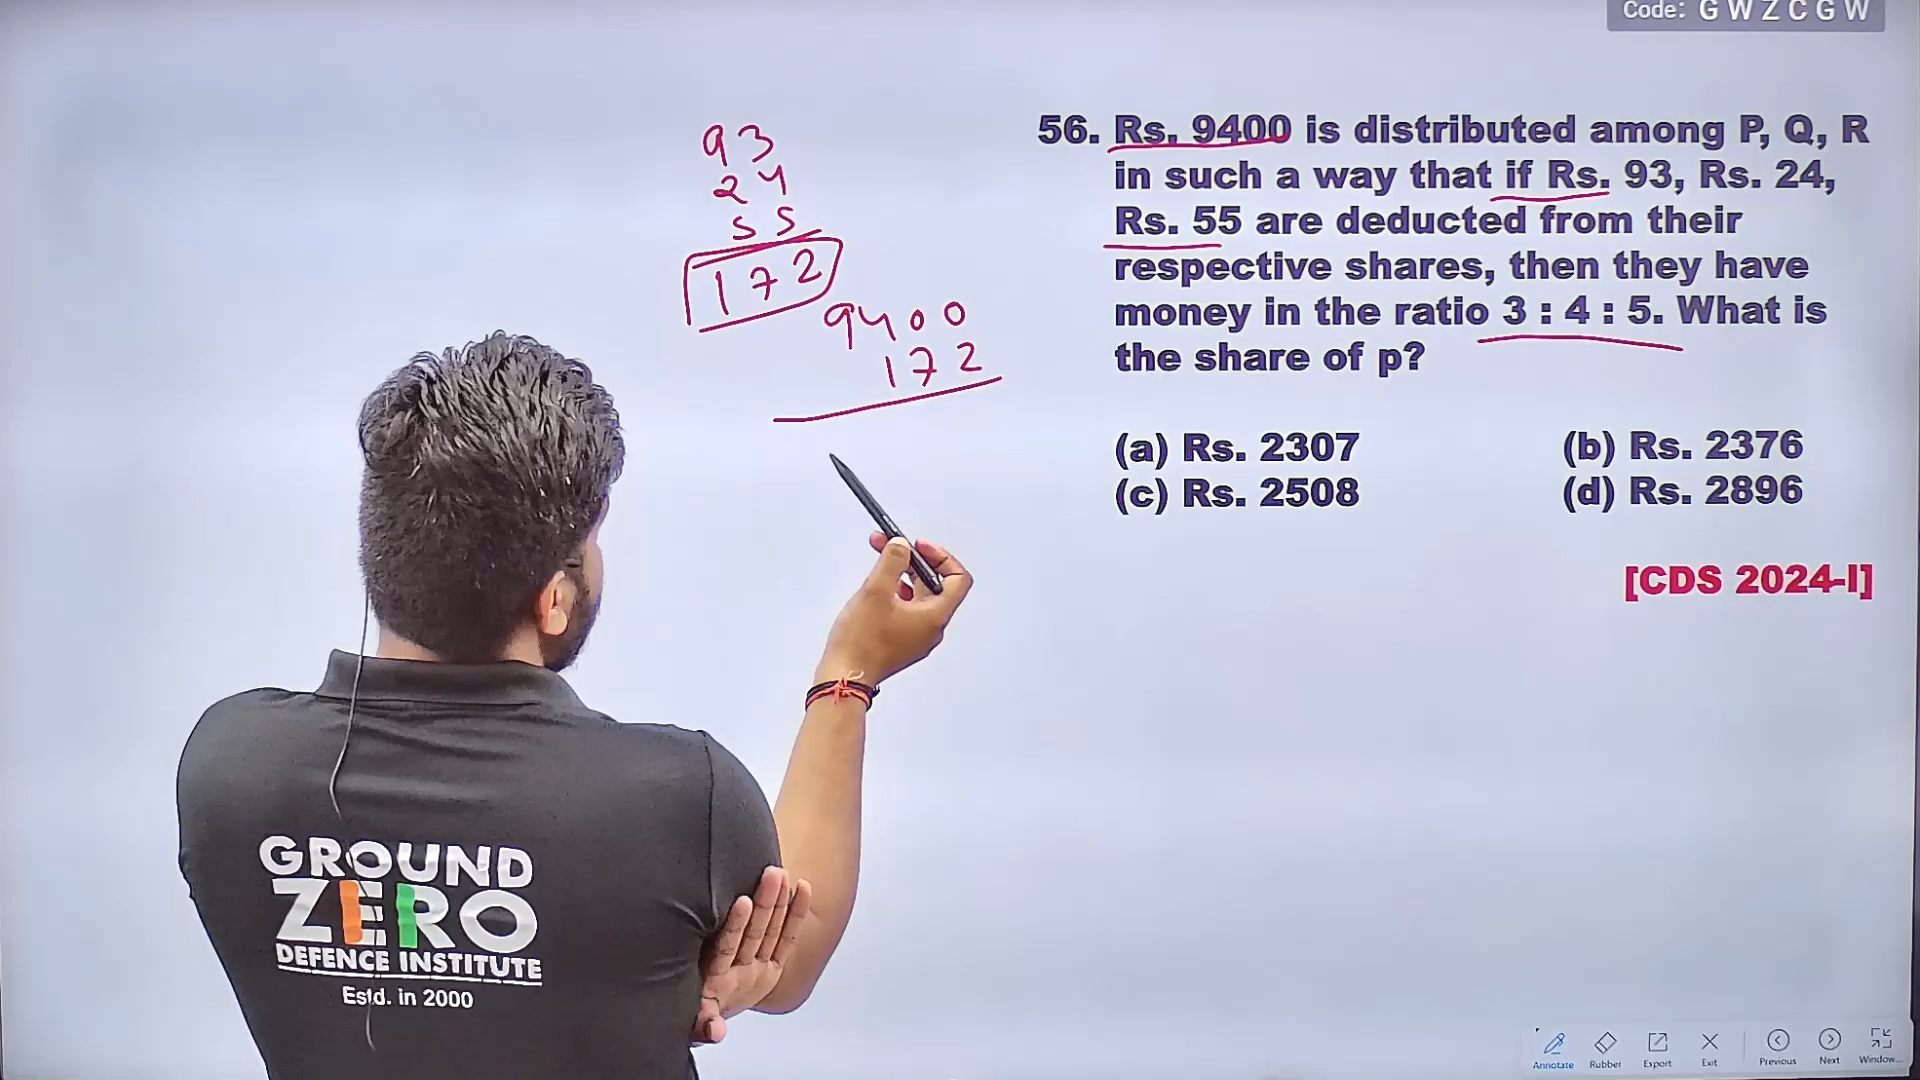 Code: G W Z C G W
93
24
55
172
9400
172
56. Rs. 9400 is distributed among P, Q, R
in such a way that if Rs. 93, Rs. 24,
Rs. 55 are deducted from their
respective shares, then they have
money in the ratio 3 : 4 : 5. What is
the share of p?
(a) Rs. 2307 (b) Rs. 2376
(c) Rs. 2508 (d) Rs. 2896
[CDS 2024-I]
GROUND
ZERO
DEFENCE INSTITUTE
Estd. in 2000
Annotate Rubber Export Exit Previous Next Window...